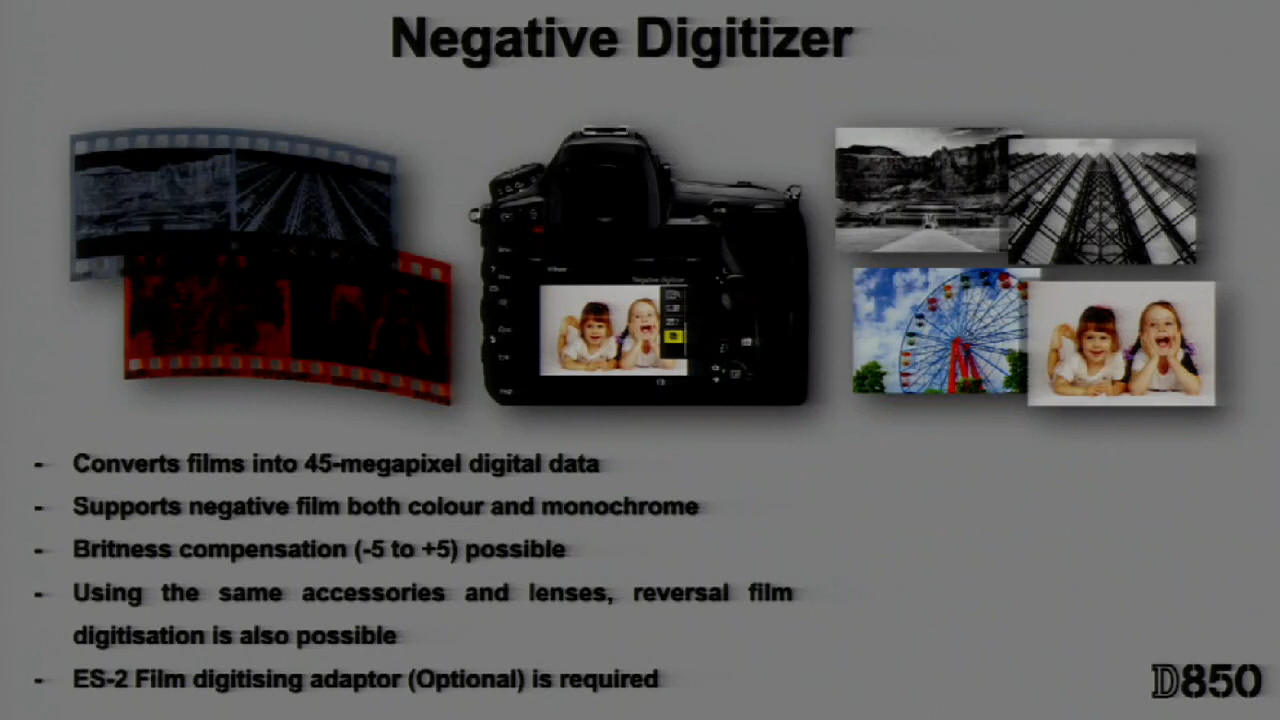 Negative Digitizer
Negative digitizer
- Converts films into 45-megapixel digital data
- Supports negative film both colour and monochrome
- Britness compensation (-5 to +5) possible
- Using the same accessories and lenses, reversal film
digitisation is also possible
- ES-2 Film digitising adaptor (Optional) is required
D850